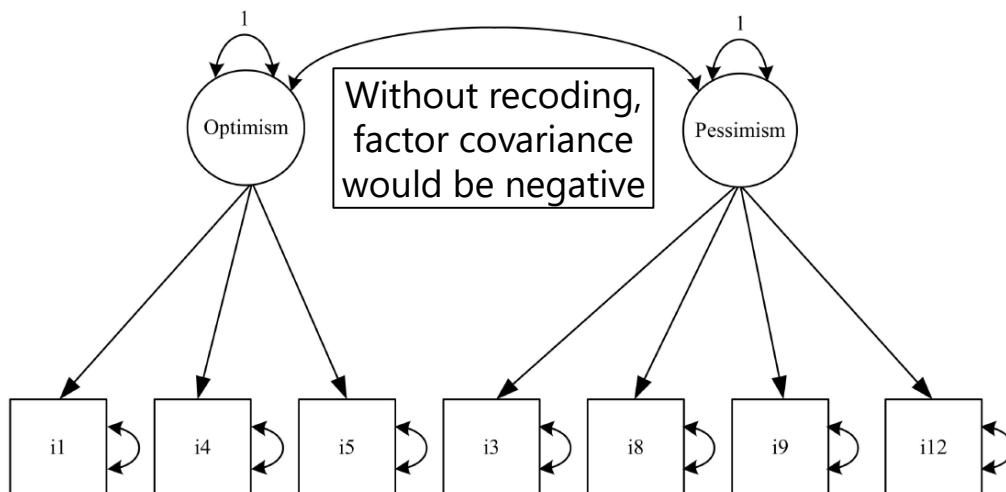 1
1
Optimism
Without recoding,
factor covariance
would be negative
Pessimism
i1
i4
i5
i3
i8
i9
i12